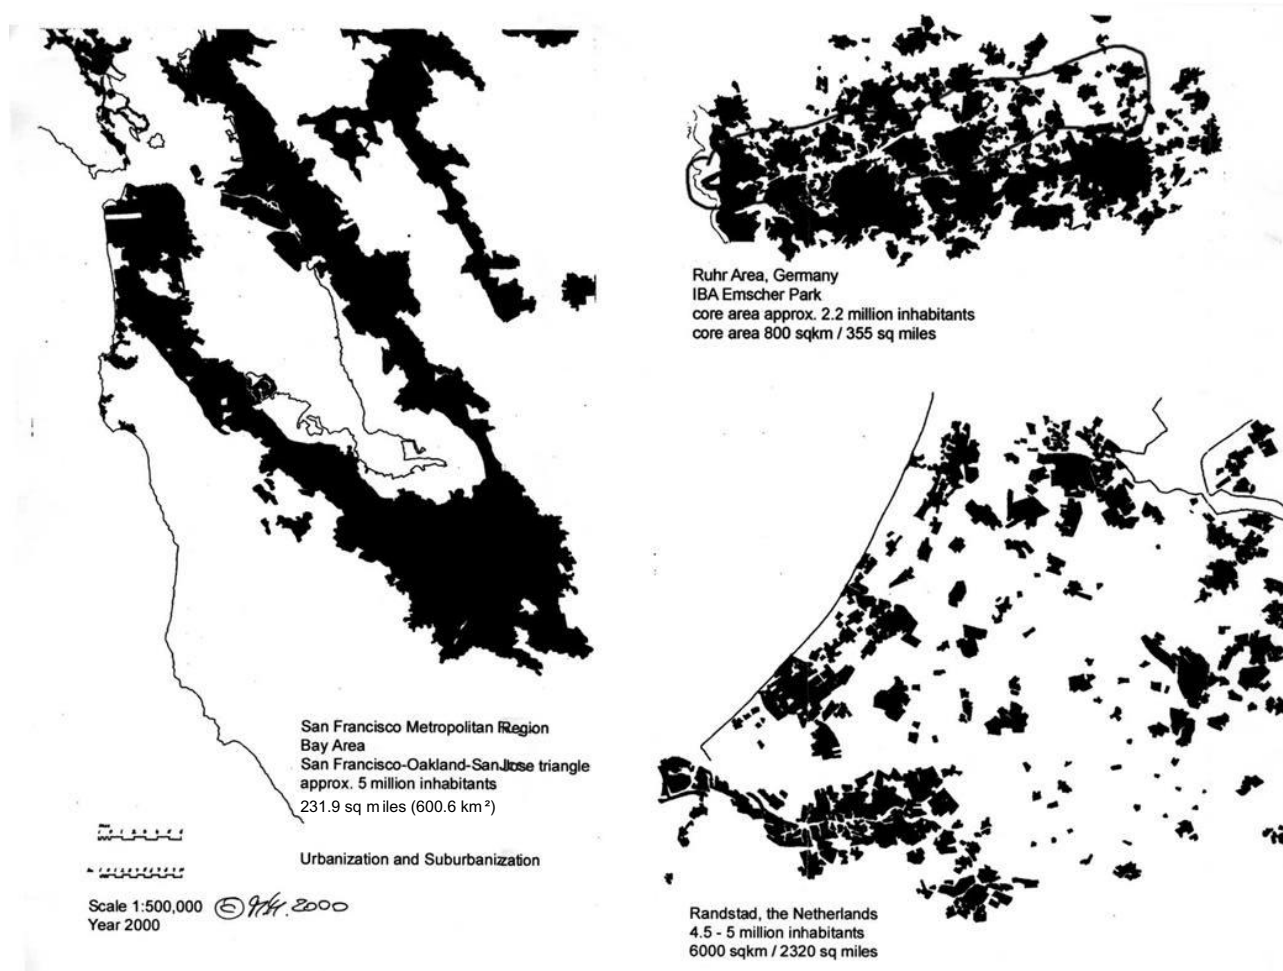 San Francisco Metropolitan Region
Bay Area
San Francisco-Oakland-San Jose triangle
approx. 5 million inhabitants
231.9 sq miles (600.6 km²)
Urbanization and Suburbanization
Scale 1:500,000 © 2000
Year 2000
Ruhr Area, Germany
IBA Emscher Park
core area approx. 2.2 million inhabitants
core area 800 sqkm / 355 sq miles
Randstad, the Netherlands
4.5 - 5 million inhabitants
6000 sqkm / 2320 sq miles